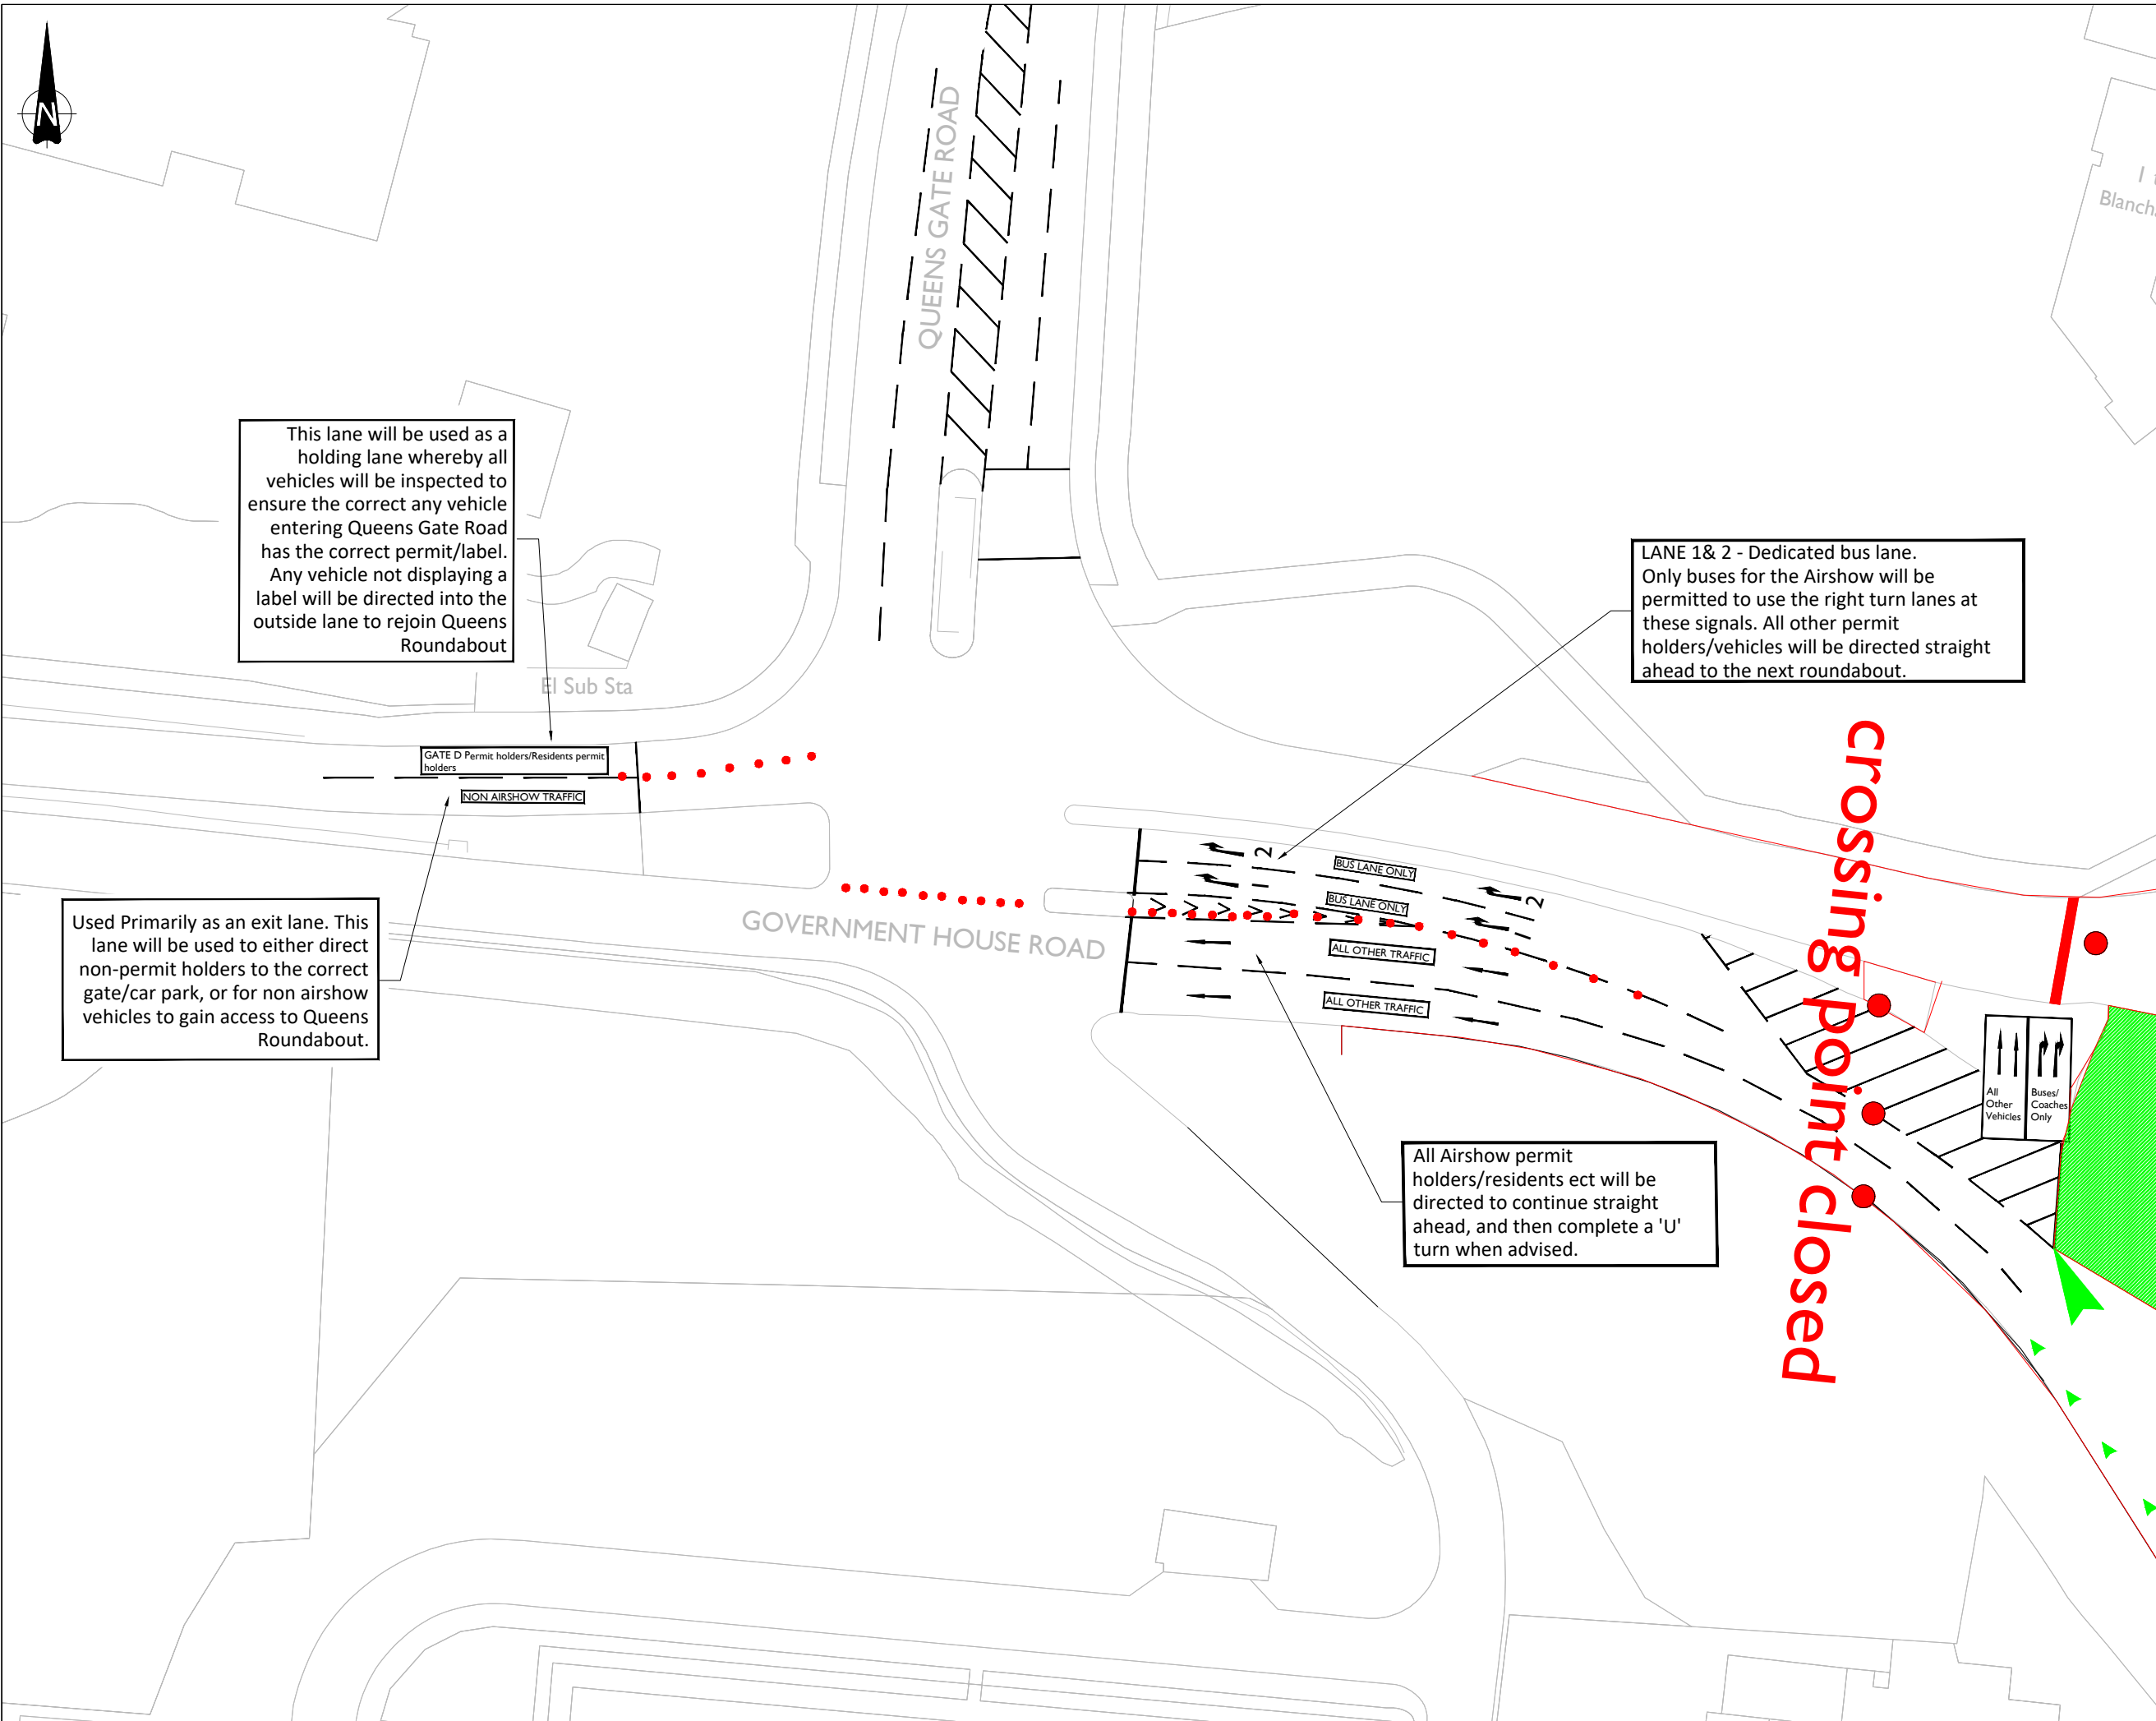 N
QUEENS GATE ROAD
Blanch
This lane will be used as a
holding lane whereby all
vehicles will be inspected to
ensure the correct any vehicle
entering Queens Gate Road
has the correct permit/label.
Any vehicle not displaying a
label will be directed into the
outside lane to rejoin Queens
Roundabout
LANE 1& 2 - Dedicated bus lane.
Only buses for the Airshow will be
permitted to use the right turn lanes at
these signals. All other permit
holders/vehicles will be directed straight
ahead to the next roundabout.
El Sub Sta
GATE D Permit holders/Residents permit
holders
NON AIRSHOW TRAFFIC
2
BUS LANE ONLY
BUS LANE ONLY
2
ALL OTHER TRAFFIC
ALL OTHER TRAFFIC
GOVERNMENT HOUSE ROAD
crossing point closed
Used Primarily as an exit lane. This
lane will be used to either direct
non-permit holders to the correct
gate/car park, or for non airshow
vehicles to gain access to Queens
Roundabout.
All
Other
Vehicles
Buses/
Coaches
Only
All Airshow permit
holders/residents ect will be
directed to continue straight
ahead, and then complete a 'U'
turn when advised.